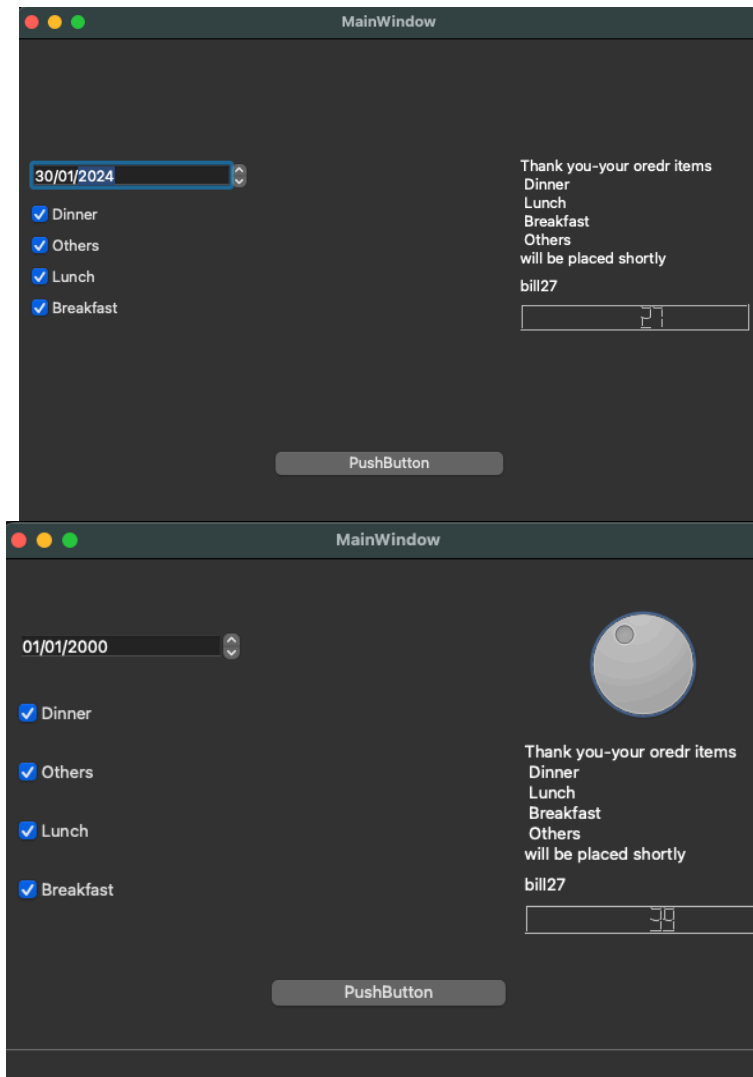 MainWindow
30/01/2024
Dinner
Others
Lunch
Breakfast
Thank you-your oredr items
Dinner
Lunch
Breakfast
Others
will be placed shortly
bill27
27
PushButton
MainWindow
01/01/2000
Dinner
Others
Lunch
Breakfast
Thank you-your oredr items
Dinner
Lunch
Breakfast
Others
will be placed shortly
bill27
39
PushButton